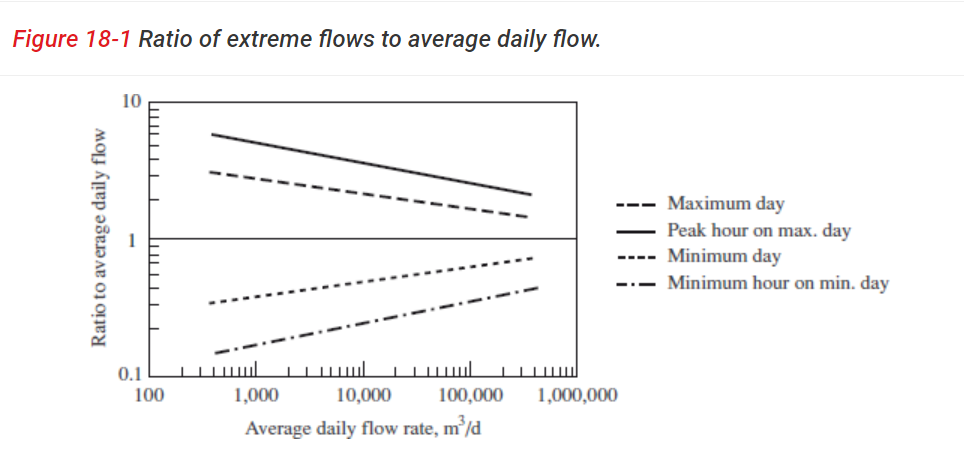 Figure 18-1 Ratio of extreme flows to average daily flow.
10
1
0.1
Ratio to average daily flow
100
1,000
10,000
100,000
1,000,000
Average daily flow rate, m³/d
Maximum day
Peak hour on max. day
Minimum day
Minimum hour on min. day